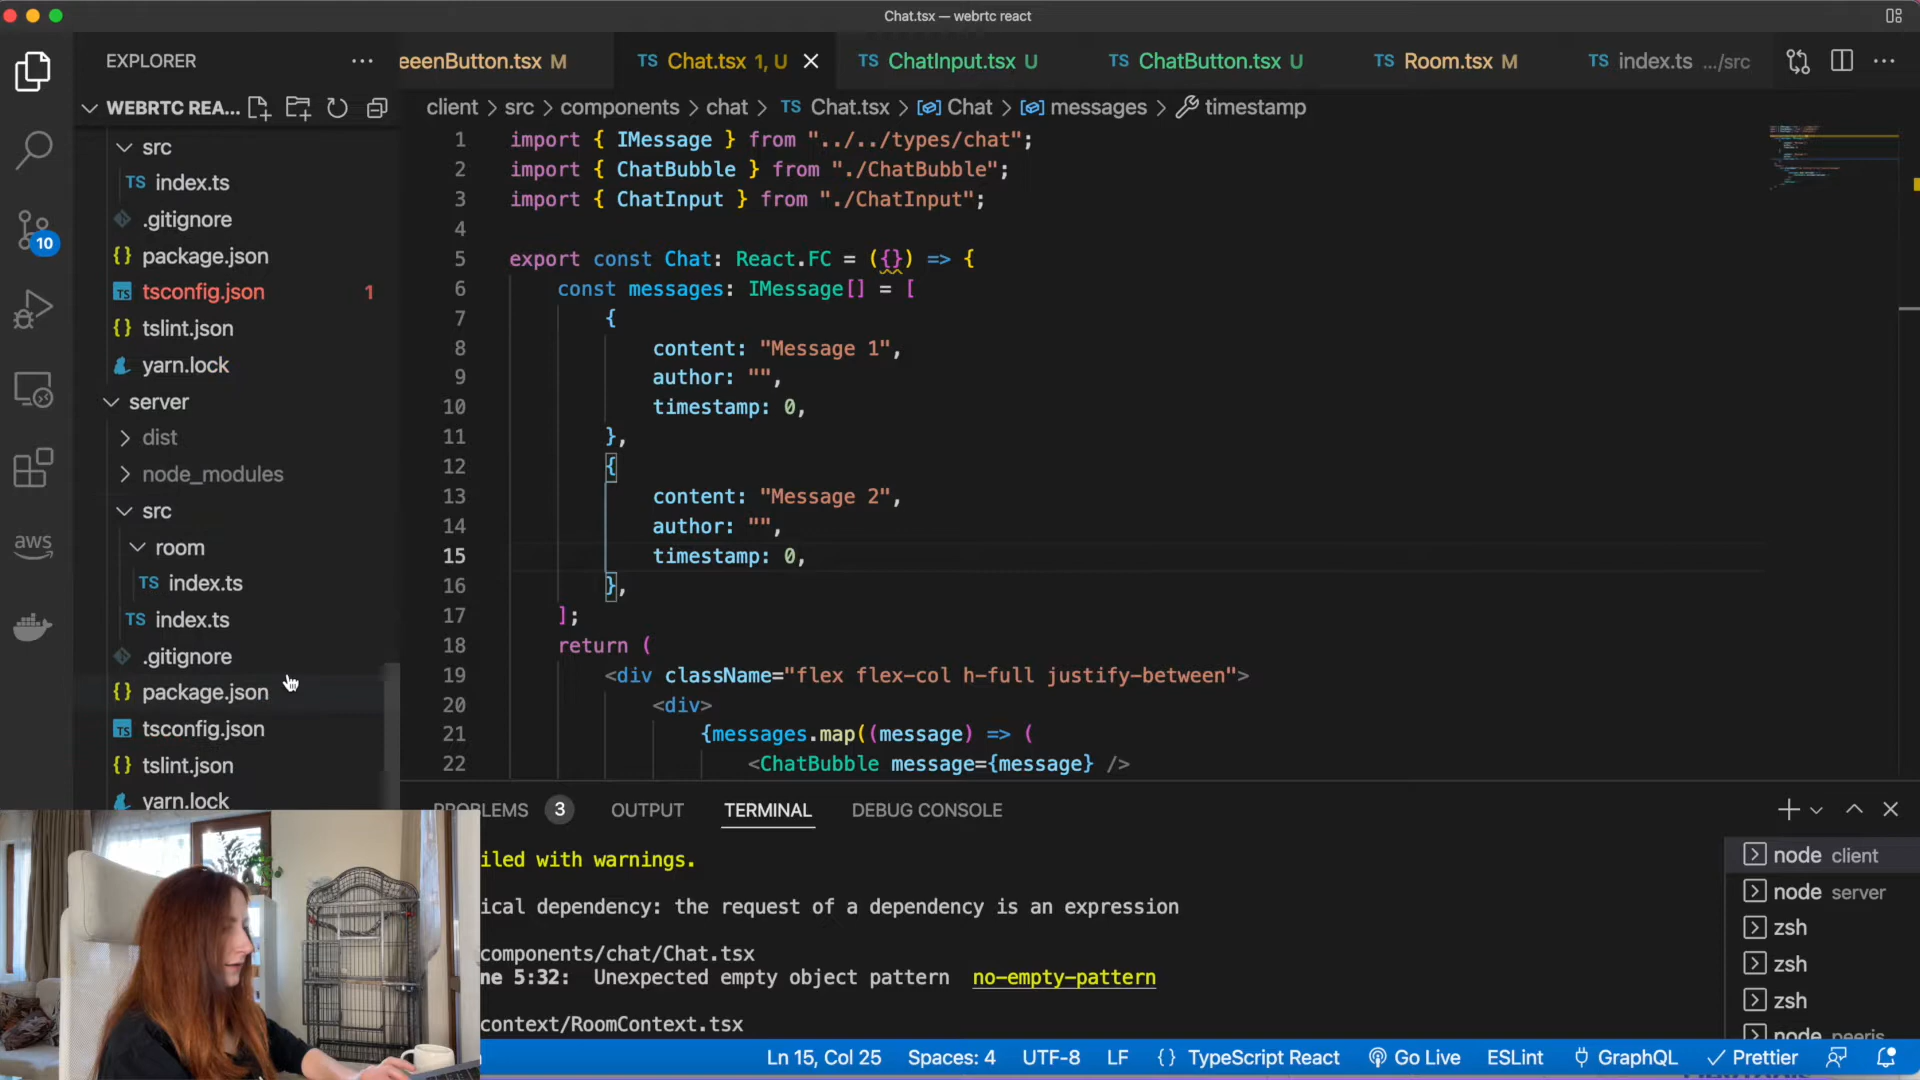 Chat.tsx — webrtc react
EXPLORER
eeenButton.tsx M
TS Chat.tsx 1, U
TS ChatInput.tsx U
TS ChatButton.tsx U
TS Room.tsx M
TS index.ts .../src
WEBRTC REA...
client > src > components > chat > TS Chat.tsx > Chat > messages > timestamp
src
TS index.ts
.gitignore
{} package.json
TS tsconfig.json 1
{} tslint.json
yarn.lock
server
dist
node_modules
src
room
TS index.ts
TS index.ts
.gitignore
{} package.json
TS tsconfig.json
{} tslint.json
yarn.lock
10
aws
1 import { IMessage } from "../../types/chat";
2 import { ChatBubble } from "./ChatBubble";
3 import { ChatInput } from "./ChatInput";
4
5 export const Chat: React.FC = ({}) => {
6 const messages: IMessage[] = [
7 {
8 content: "Message 1",
9 author: "",
10 timestamp: 0,
11 },
12 {
13 content: "Message 2",
14 author: "",
15 timestamp: 0,
16 },
17 ];
18 return (
19 <div className="flex flex-col h-full justify-between">
20 <div>
21 {messages.map((message) => (
22 <ChatBubble message={message} />
OBLEMS 3 OUTPUT TERMINAL DEBUG CONSOLE
iled with warnings.
ical dependency: the request of a dependency is an expression
components/chat/Chat.tsx
ne 5:32: Unexpected empty object pattern no-empty-pattern
context/RoomContext.tsx
node client
node server
zsh
zsh
zsh
node peerjs
Ln 15, Col 25 Spaces: 4 UTF-8 LF {} TypeScript React Go Live ESLint GraphQL Prettier